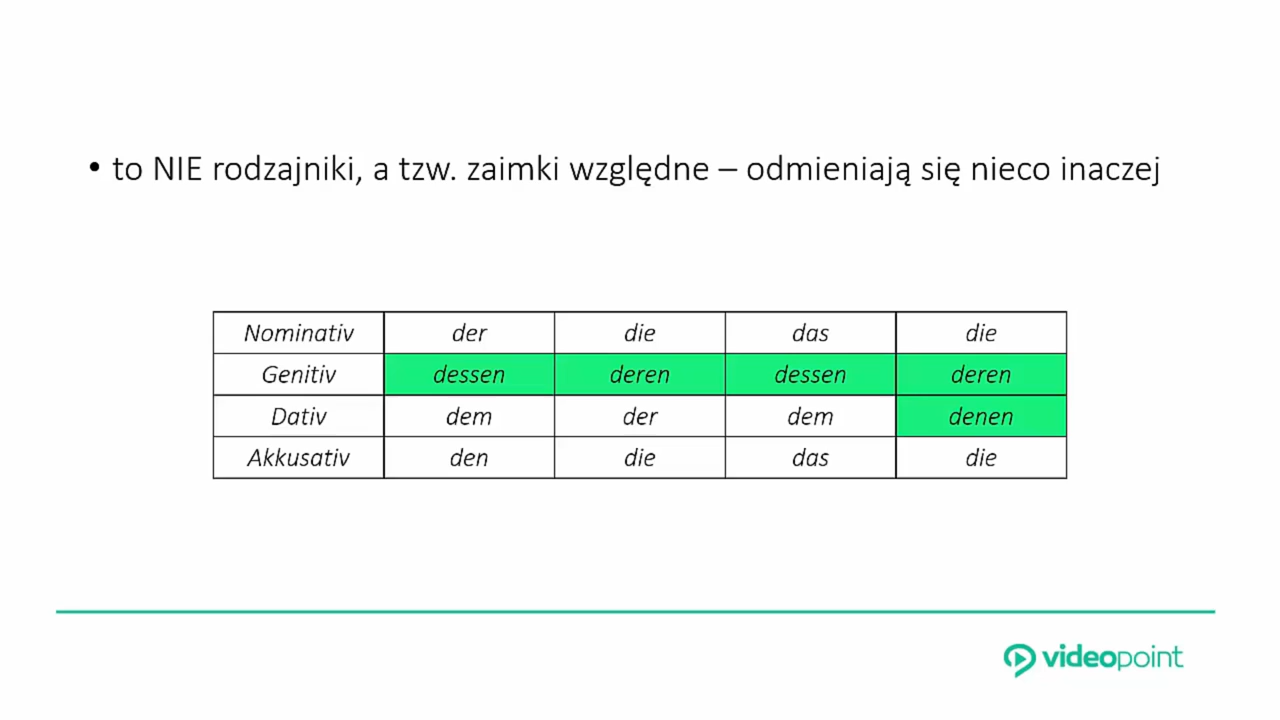 • to NIE rodzajniki, a tzw. zaimki względne – odmieniają się nieco inaczej
Nominativ der die das die
Genitiv dessen deren dessen deren
Dativ dem der dem denen
Akkusativ den die das die
videopoint